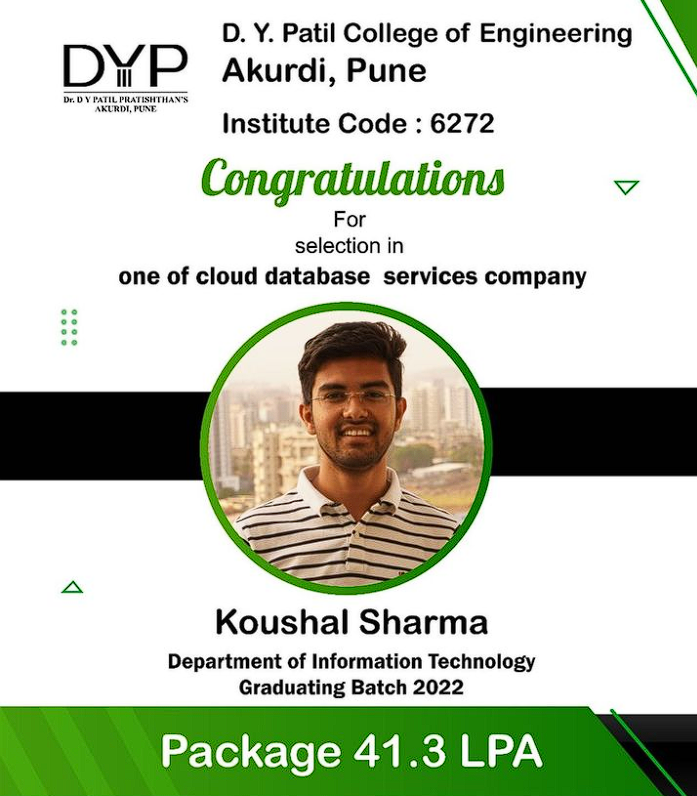 DYP
Dr. D Y PATIL PRATISHTHAN'S
AKURDI, PUNE
D. Y. Patil College of Engineering
Akurdi, Pune
Institute Code : 6272
Congratulations
For
selection in
one of cloud database services company
Koushal Sharma
Department of Information Technology
Graduating Batch 2022
Package 41.3 LPA